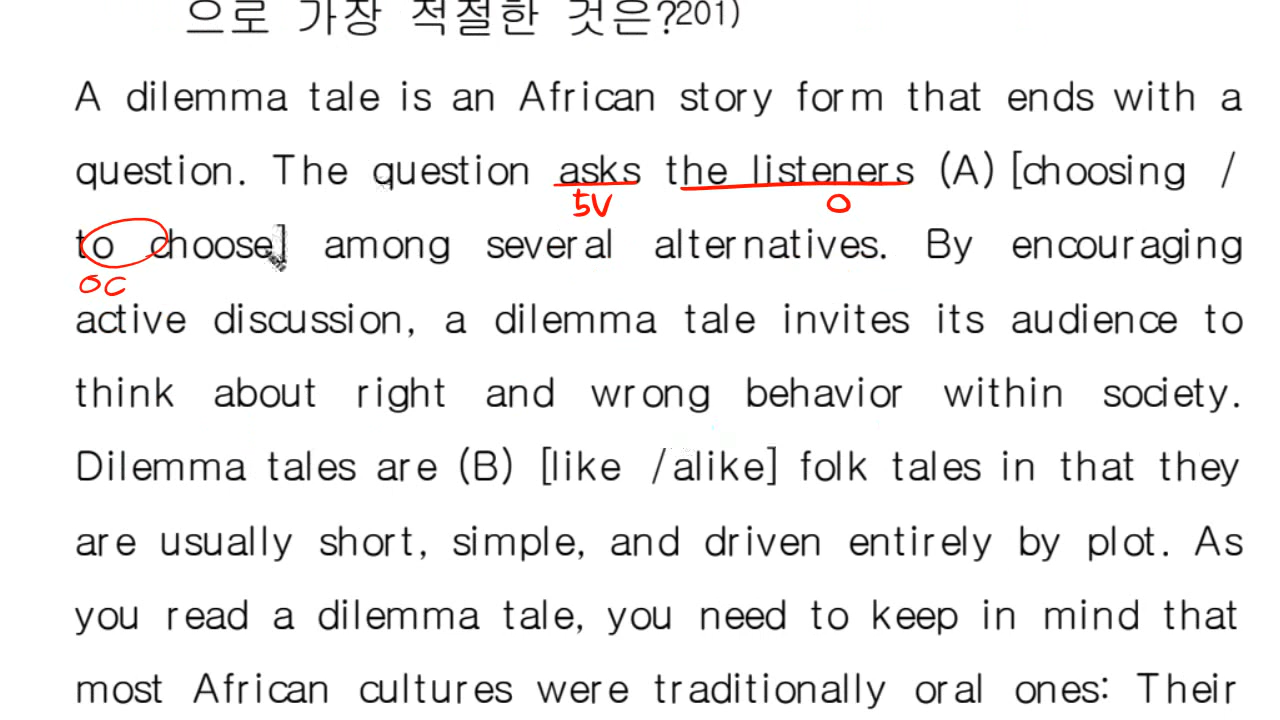 으로 가장 적절한 것은?201)
A dilemma tale is an African story form that ends with a
question. The question asks the listeners (A) [choosing /
5V O
to choose] among several alternatives. By encouraging
OC
active discussion, a dilemma tale invites its audience to
think about right and wrong behavior within society.
Dilemma tales are (B) [like / alike] folk tales in that they
are usually short, simple, and driven entirely by plot. As
you read a dilemma tale, you need to keep in mind that
most African cultures were traditionally oral ones: Their